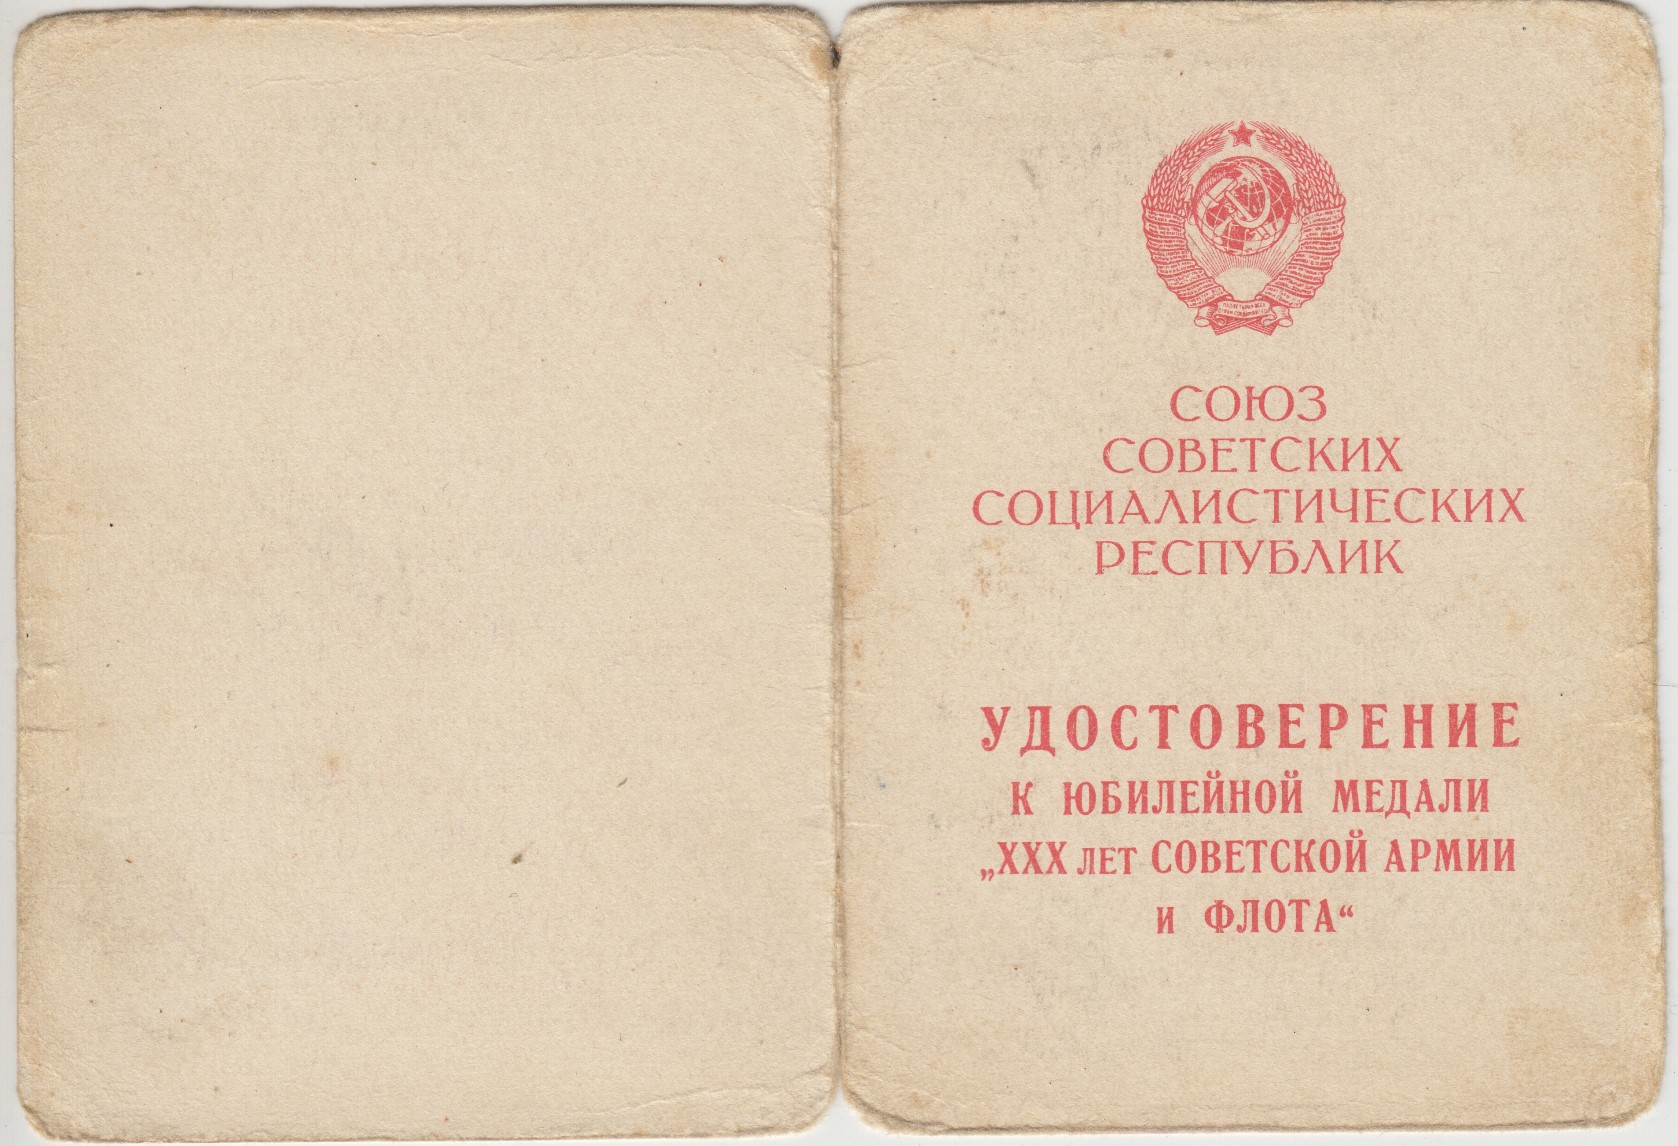 СОЮЗ
СОВЕТСКИХ
СОЦИАЛИСТИЧЕСКИХ
РЕСПУБЛИК
УДОСТОВЕРЕНИЕ
К ЮБИЛЕЙНОЙ МЕДАЛИ
„XXX ЛЕТ СОВЕТСКОЙ АРМИИ
И ФЛОТА“